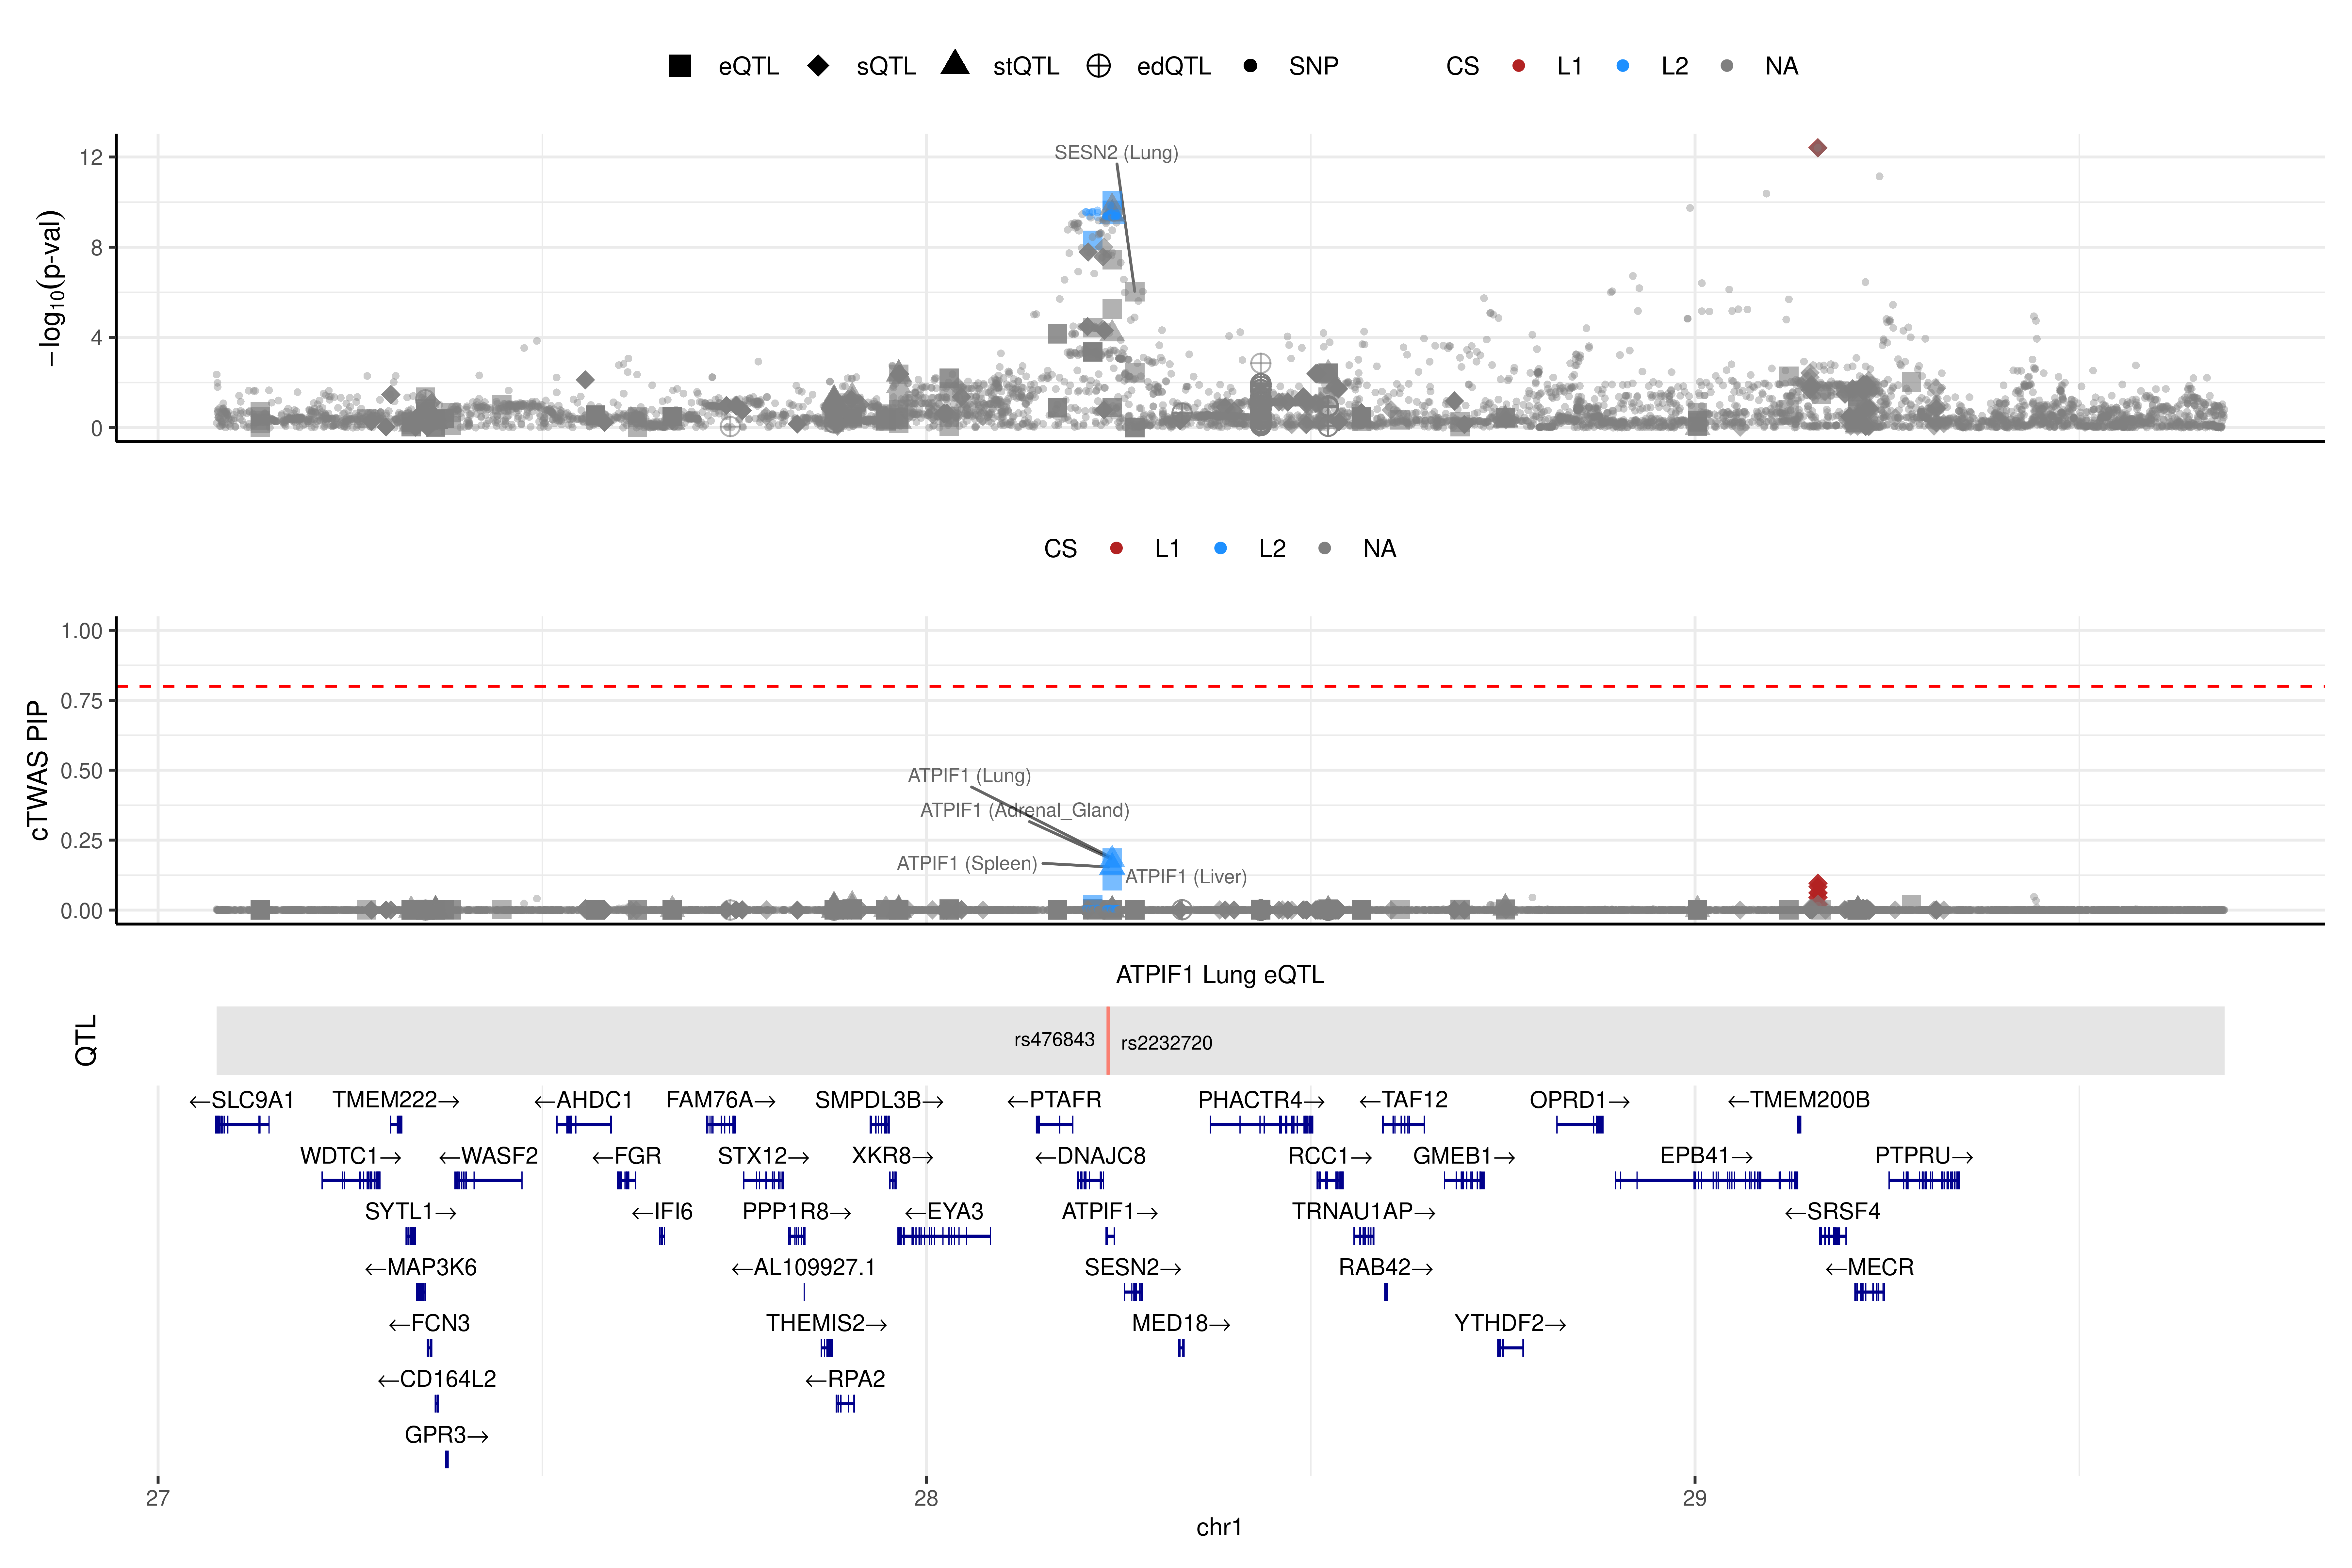 eQTL sQTL stQTL edQTL SNP CS L1 L2 NA
−log10(p-val)
12
8
4
0
SESN2 (Lung)
CS L1 L2 NA
cTWAS PIP
1.00
0.75
0.50
0.25
0.00
ATPIF1 (Lung)
ATPIF1 (Adrenal_Gland)
ATPIF1 (Spleen)
ATPIF1 (Liver)
ATPIF1 Lung eQTL
QTL
rs476843 rs2232720
←SLC9A1 TMEM222→ ←AHDC1 FAM76A→ SMPDL3B→ ←PTAFR PHACTR4→ ←TAF12 OPRD1→ ←TMEM200B
WDTC1→ ←WASF2 ←FGR STX12→ XKR8→ ←DNAJC8 RCC1→ GMEB1→ EPB41→ PTPRU→
SYTL1→ ←IFI6 PPP1R8→ ←EYA3 ATPIF1→ TRNAU1AP→ ←SRSF4
←MAP3K6 ←AL109927.1 SESN2→ RAB42→ ←MECR
←FCN3 THEMIS2→ MED18→ YTHDF2→
←CD164L2 ←RPA2
GPR3→
27 28 29
chr1